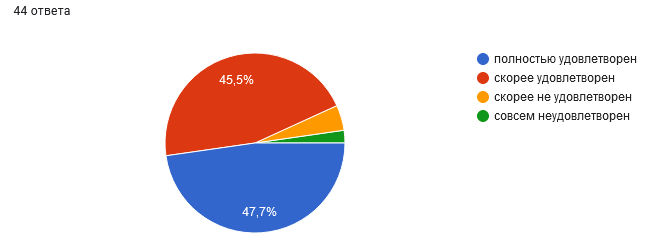 44 ответа
45,5%
47,7%
полностью удовлетворен
скорее удовлетворен
скорее не удовлетворен
совсем неудовлетворен